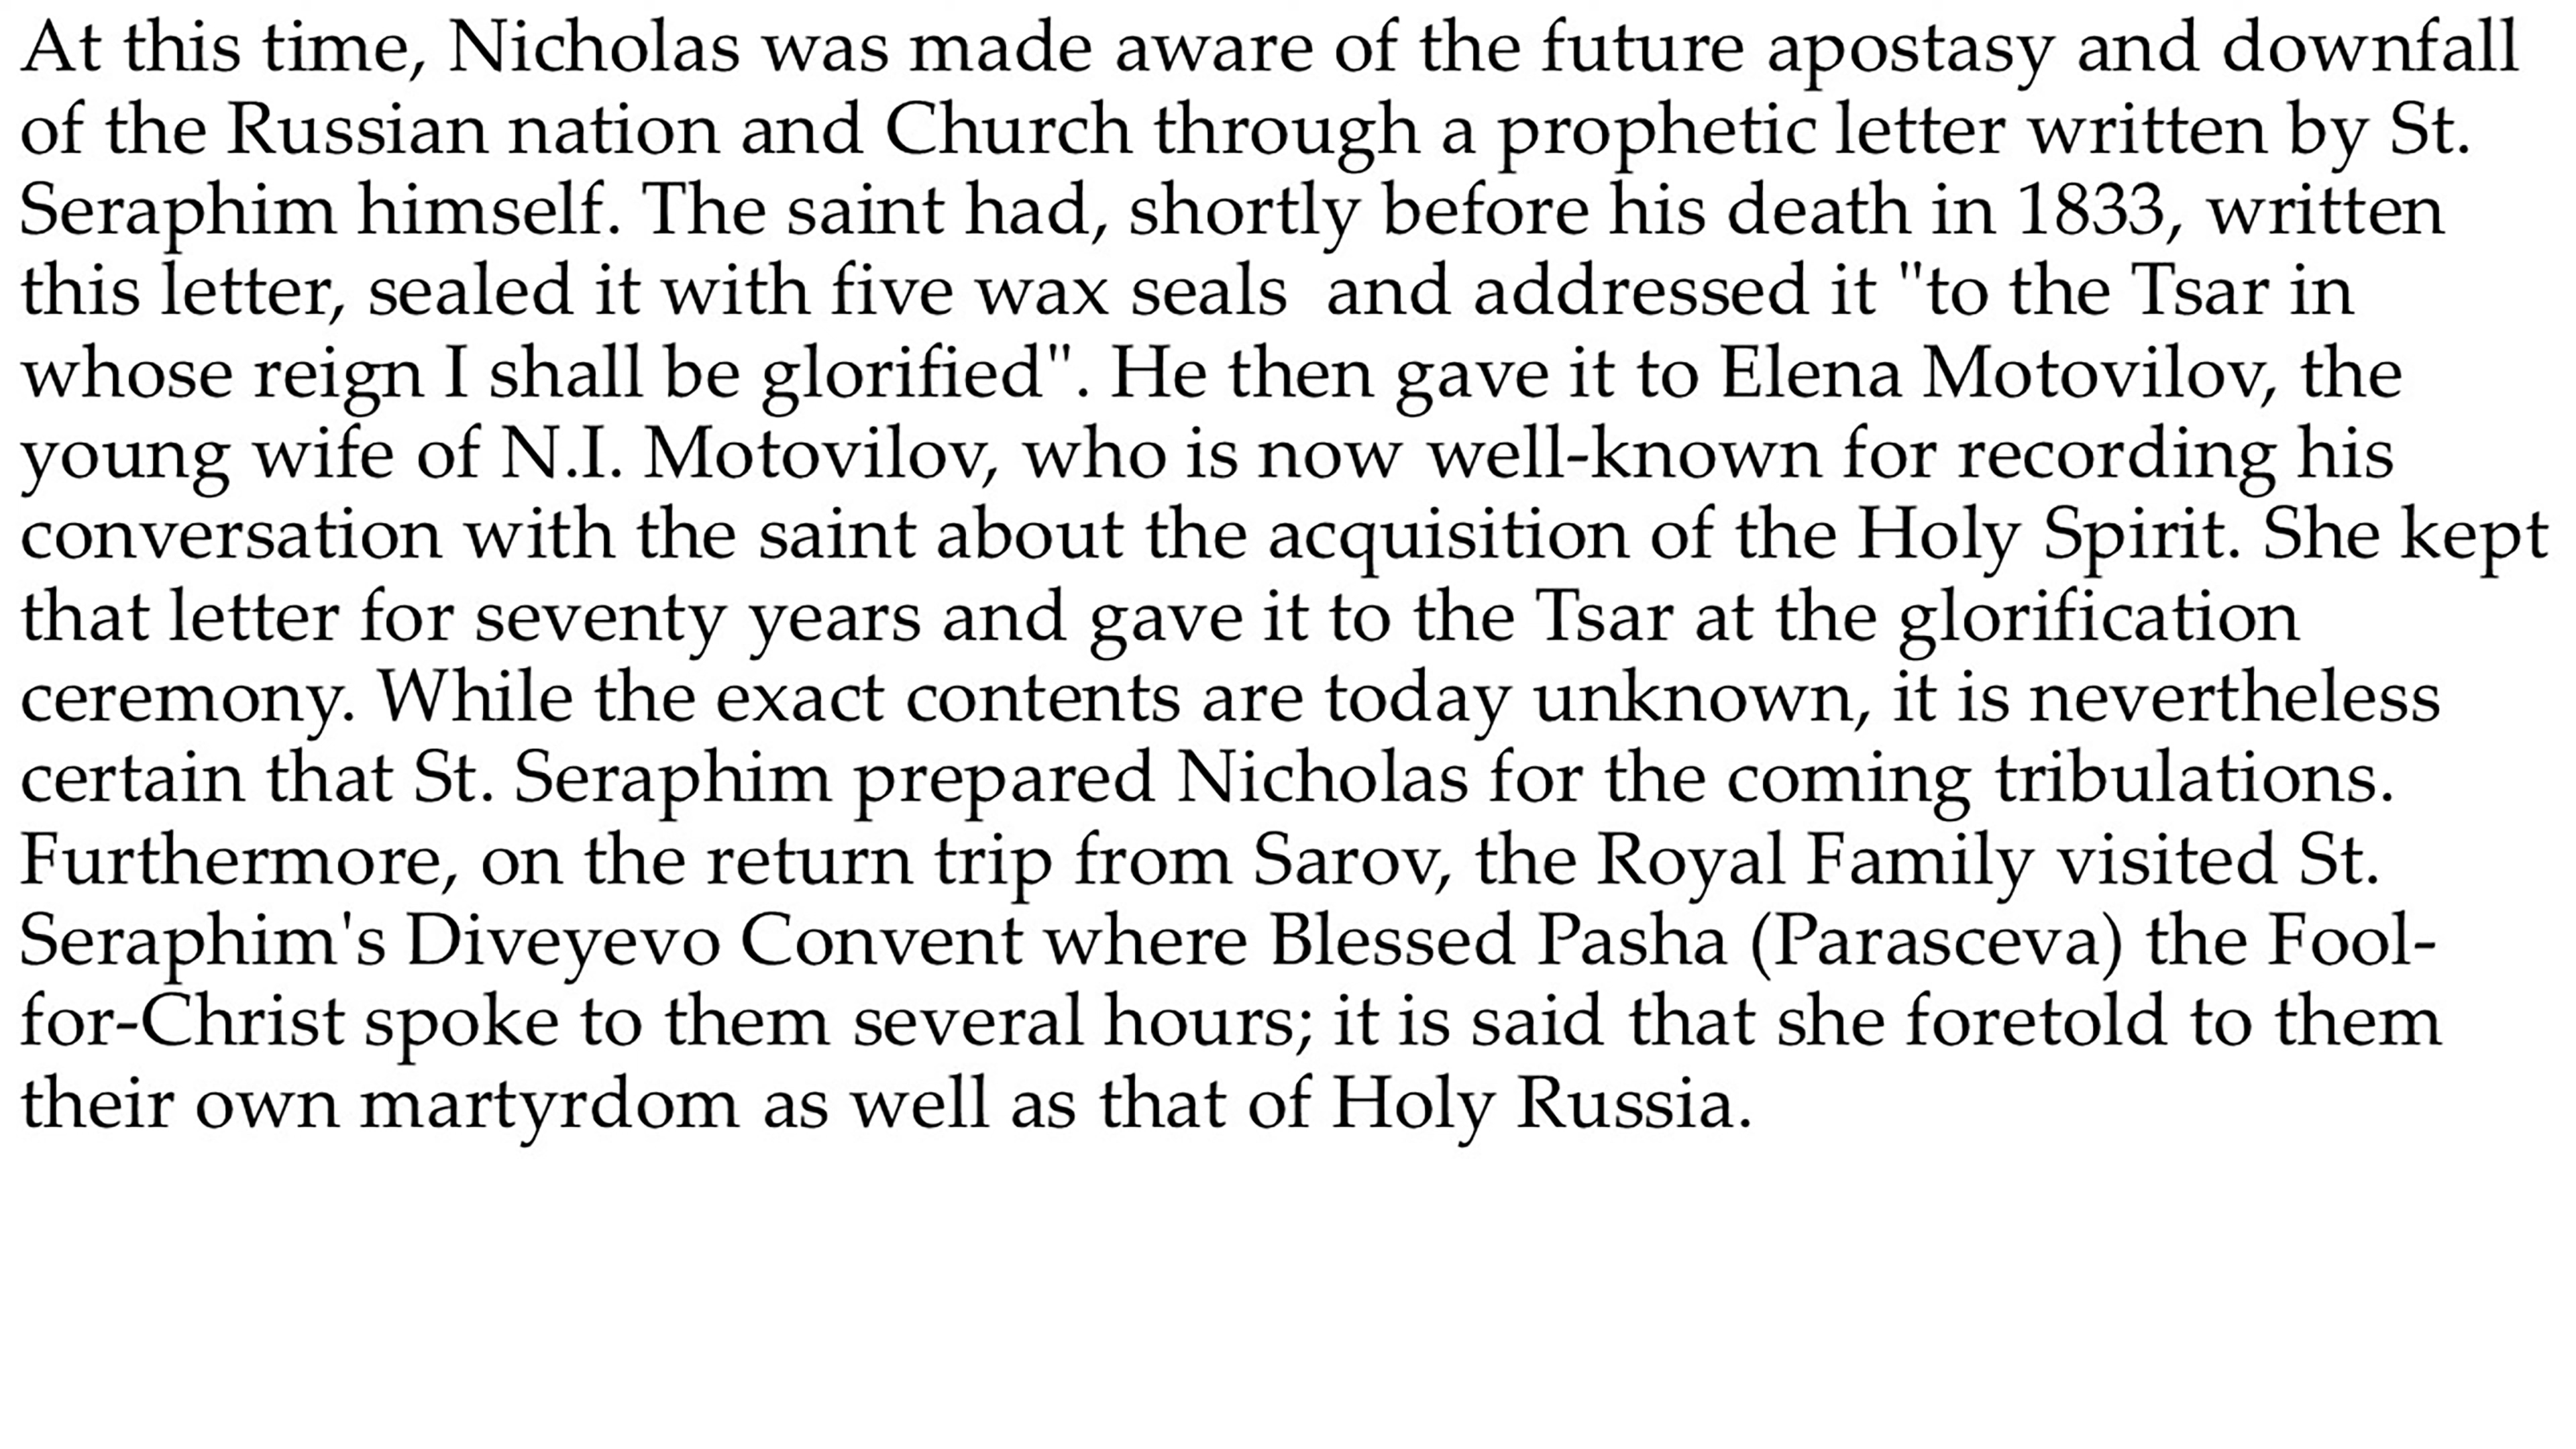 At this time, Nicholas was made aware of the future apostasy and downfall
of the Russian nation and Church through a prophetic letter written by St.
Seraphim himself. The saint had, shortly before his death in 1833, written
this letter, sealed it with five wax seals  and addressed it "to the Tsar in
whose reign I shall be glorified". He then gave it to Elena Motovilov, the
young wife of N.I. Motovilov, who is now well-known for recording his
conversation with the saint about the acquisition of the Holy Spirit. She kept
that letter for seventy years and gave it to the Tsar at the glorification
ceremony. While the exact contents are today unknown, it is nevertheless
certain that St. Seraphim prepared Nicholas for the coming tribulations.
Furthermore, on the return trip from Sarov, the Royal Family visited St.
Seraphim's Diveyevo Convent where Blessed Pasha (Parasceva) the Fool-
for-Christ spoke to them several hours; it is said that she foretold to them
their own martyrdom as well as that of Holy Russia.